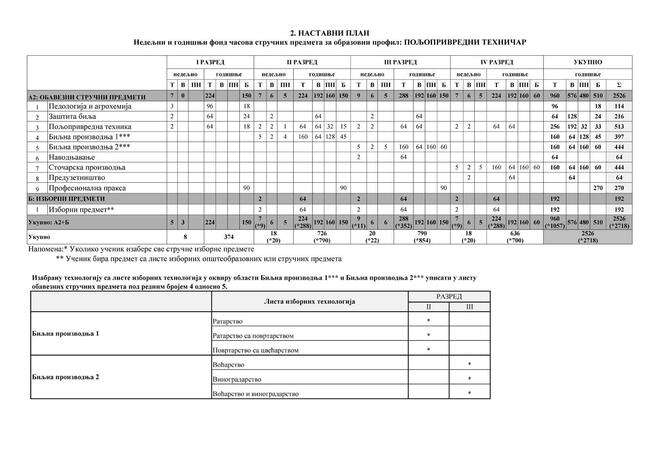 2. НАСТАВНИ ПЛАН
Недељни и годишњи фонд часова стручних предмета за образовни профил: ПОЉОПРИВРЕДНИ ТЕХНИЧАР
I РАЗРЕД II РАЗРЕД III РАЗРЕД IV РАЗРЕД УКУПНО
недељно годишње недељно годишње недељно годишње недељно годишње годишње
Т В ПН Т В ПН Б Т В ПН Т В ПН Б Т В ПН Т В ПН Б Т В ПН Т В ПН Б Т В ПН Б Σ
А2: ОБАВЕЗНИ СТРУЧНИ ПРЕДМЕТИ 7 0 224 150 7 6 5 224 192 160 150 9 6 5 288 192 160 150 7 6 5 224 192 160 60 960 576 480 510 2526
1 Педологија и агрохемија 3 96 18 96 18 114
2 Заштита биља 2 64 24 2 64 2 64 64 128 24 216
3 Пољопривредна техника 2 64 18 2 2 1 64 64 32 15 2 2 64 64 2 2 64 64 256 192 32 33 513
4 Биљна производња 1*** 5 2 4 160 64 128 45 160 64 128 45 397
5 Биљна производња 2*** 5 2 5 160 64 160 60 160 64 160 60 444
6 Наводњавање 2 64 64 64
7 Сточарска производња 5 2 5 160 64 160 60 160 64 160 60 444
8 Предузетништво 2 64 64 64
9 Професионална пракса 90 90 90 270 270
Б: ИЗБОРНИ ПРЕДМЕТИ 2 64 2 64 2 64 192 192
1 Изборни предмет** 2 64 2 64 2 64 192 192
Укупно: А2+Б 5 3 224 150 7 (*9) 6 5 224 (*288) 192 160 150 9 (*11) 6 6 288 (*352) 192 160 150 7 (*9) 6 5 224 (*288) 192 160 60 960 (*1057) 576 480 510 2526 (*2718)
Укупно 8 374 18 (*20) 726 (*790) 20 (*22) 790 (*854) 18 (*20) 636 (*700) 2526 (*2718)
Напомена:* Уколико ученик изабере све стручне изборне предмете
** Ученик бира предмет са листе изборних општеобразовних или стручних предмета
Изабрану технологију са листе изборних технологија у оквиру области Биљна производња 1*** и Биљна производња 2*** уписати у листу
обавезних стручних предмета под редним бројем 4 односно 5.
Листа изборних технологија РАЗРЕД
II III
Биљна производња 1
Ратарство *
Ратарство са повртарством *
Повртарство са цвећарством *
Биљна производња 2
Воћарство *
Виноградарство *
Воћарство и виноградарство *